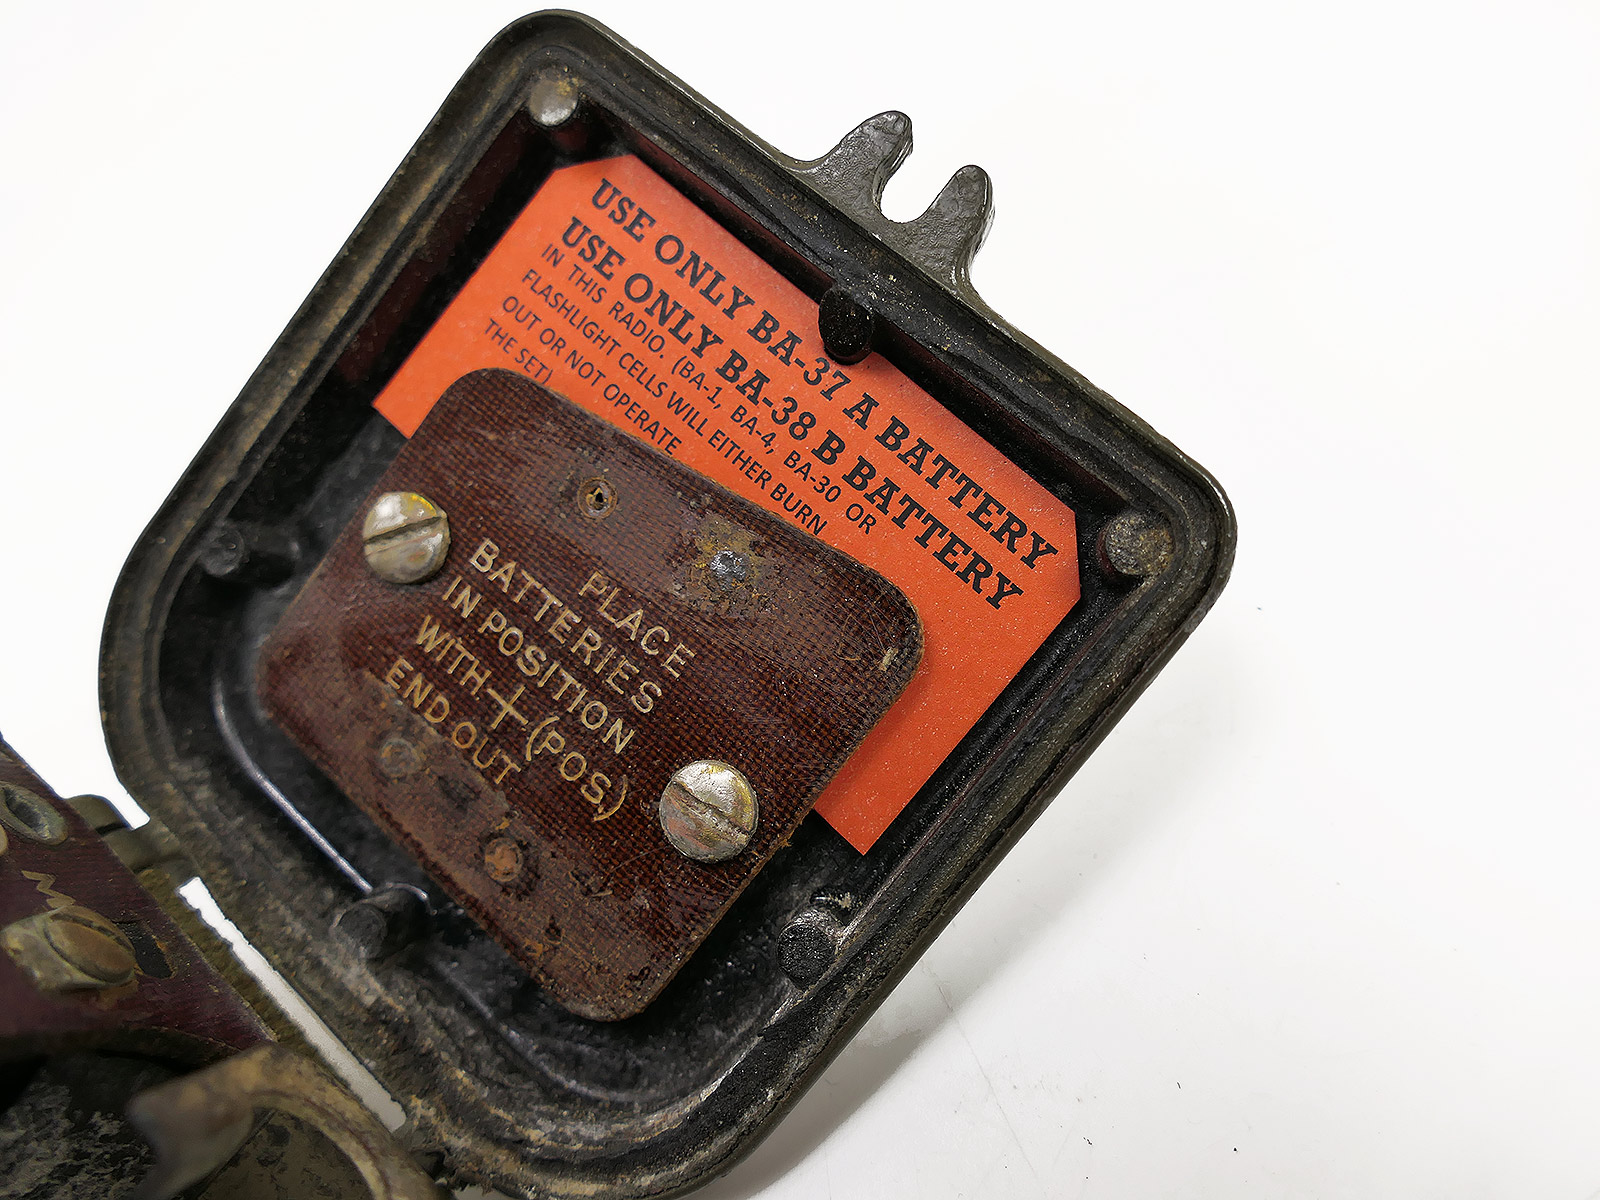 USE ONLY BA-37 A BATTERY
USE ONLY BA-38 B BATTERY
IN THIS RADIO. (BA-1, BA-4, BA-30 OR
FLASHLIGHT CELLS WILL EITHER BURN
OUT OR NOT OPERATE
THE SET)
PLACE
BATTERIES
IN POSITION
WITH + (POS.)
END OUT